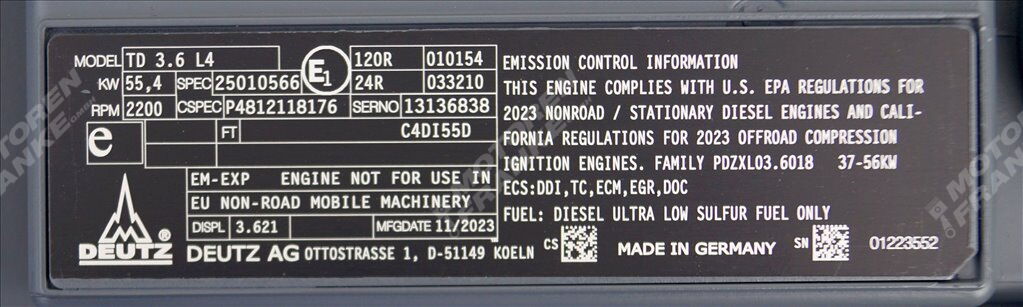 MODEL TD 3.6 L4 E1 120R 010154
KW 55,4 SPEC 25010566 24R 033210
RPM 2200 CSPEC P4812118176 SERNO 13136838
e FT C4DI55D
EM-EXP ENGINE NOT FOR USE IN
EU NON-ROAD MOBILE MACHINERY
DISPL 3.621 MFGDATE 11/2023
DEUTZ® DEUTZ AG OTTOSTRASSE 1, D-51149 KOELN
EMISSION CONTROL INFORMATION
THIS ENGINE COMPLIES WITH U.S. EPA REGULATIONS FOR
2023 NONROAD / STATIONARY DIESEL ENGINES AND CALI-
FORNIA REGULATIONS FOR 2023 OFFROAD COMPRESSION
IGNITION ENGINES. FAMILY PDZXL03.6018 37-56KW
ECS:DDI,TC,ECM,EGR,DOC
FUEL: DIESEL ULTRA LOW SULFUR FUEL ONLY
CS MADE IN GERMANY SN 01223552
MOTOREN
FRANKE